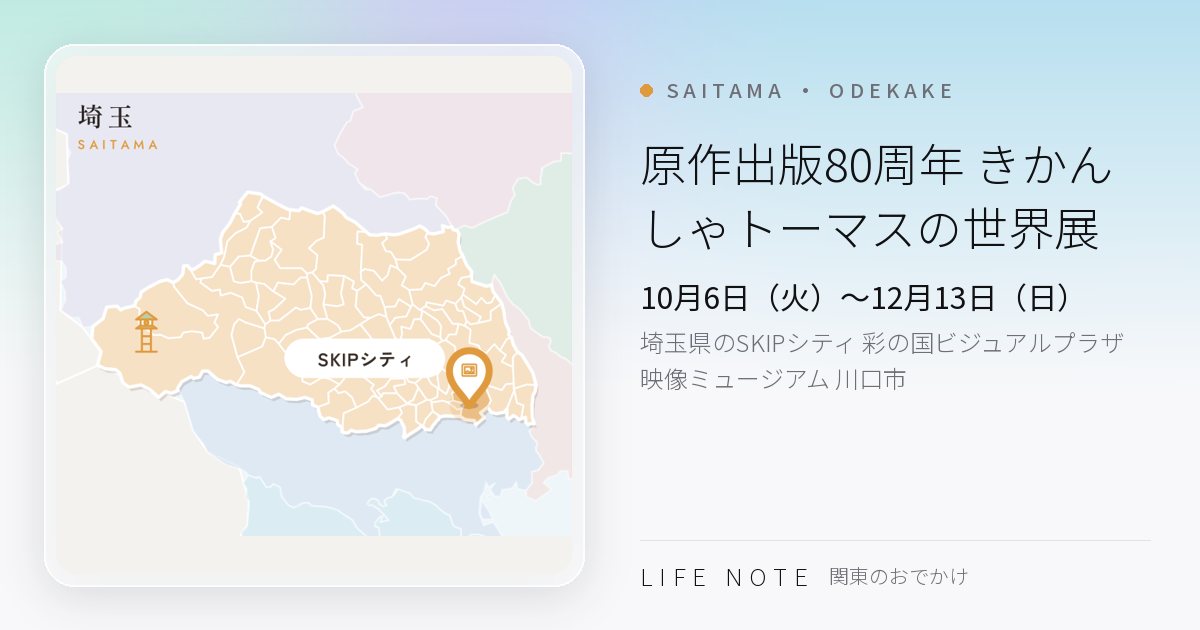 埼玉
SAITAMA
SKIPシティ
SAITAMA • ODEKAKE
原作出版80周年 きかん
しゃトーマスの世界展
10月6日（火）〜12月13日（日）
埼玉県のSKIPシティ 彩の国ビジュアルプラザ
映像ミュージアム 川口市
LIFE NOTE 関東のおでかけ